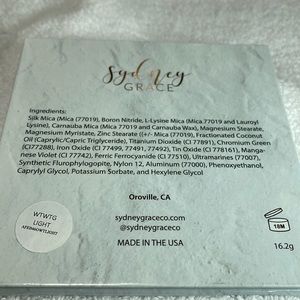 Sydney
GRACE
Ingredients:
Silk Mica (Mica (77019), Boron Nitride, L-Lysine Mica (Mica 77019 and Lauroyl
Lysine), Carnauba Mica (Mica 77019 and Carnauba Wax), Magnesium Stearate,
Magnesium Myristate, Zinc Stearate (+/- Mica (77019), Fractionated Coconut
Oil (Caprylic/Capric Triglyceride), Titanium Dioxide (CI 77891), Chromium Green
(CI77288), Iron Oxide (CI 77499, 77491, 77492), Tin Oxide (CI 778161), Manga-
nese Violet (CI 77742), Ferric Ferrocyanide (CI 77510), Ultramarines (77007),
Synthetic Flurophlogopite, Yellow (CI 42090), Aluminum (77000), Phenoxyethanol,
Caprylyl Glycol, Potassium Sorbate, and Hexylene Glycol
Oroville, CA
sydneygraceco.com
@sydneygraceco
MADE IN THE USA
WTWTG
LIGHT
18M
16.2g